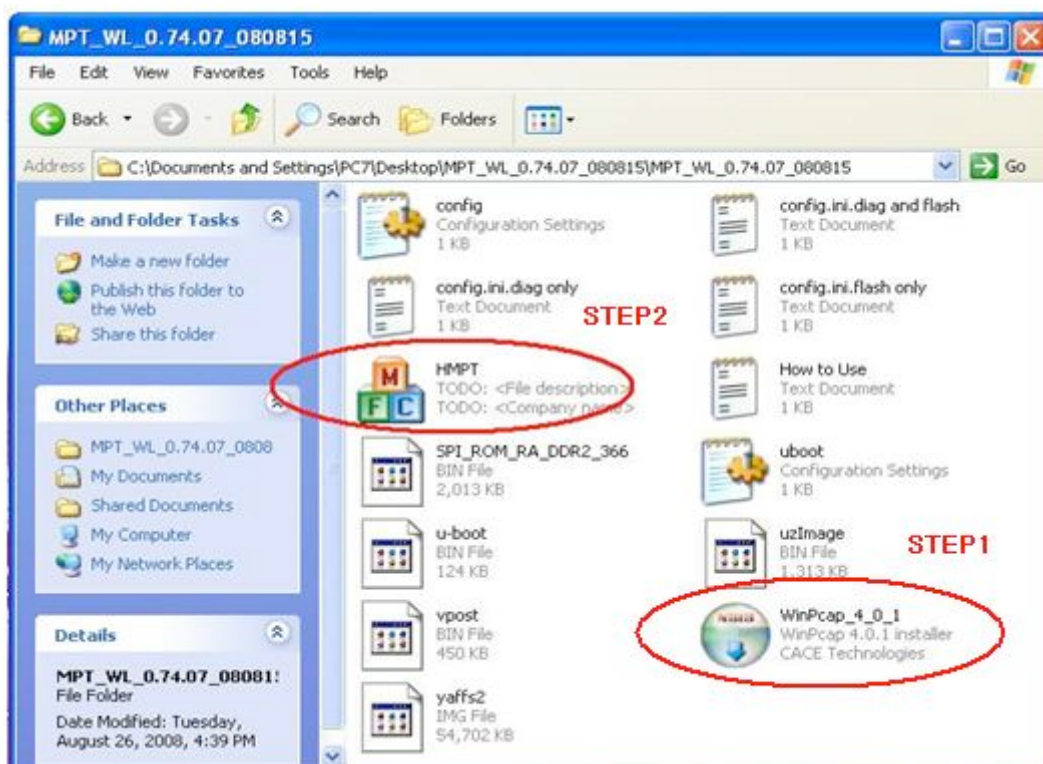 MPT_WL_0.74.07_080815
File Edit View Favorites Tools Help
Back Search Folders
Address C:\Documents and Settings\PC7\Desktop\MPT_WL_0.74.07_080815\MPT_WL_0.74.07_080815 Go
File and Folder Tasks
Make a new folder
Publish this folder to
the Web
Share this folder
Other Places
MPT_WL_0.74.07_0808
My Documents
Shared Documents
My Computer
My Network Places
Details
MPT_WL_0.74.07_08081!
File Folder
Date Modified: Tuesday,
August 26, 2008, 4:39 PM
config
Configuration Settings
1 KB
config.ini.diag and flash
Text Document
1 KB
config.ini.diag only
Text Document
1 KB
STEP2
config.ini.flash only
Text Document
1 KB
M
F C
HMPT
TODO: <File description>
TODO: <Company name>
How to Use
Text Document
1 KB
SPI_ROM_RA_DDR2_366
BIN File
2,013 KB
uboot
Configuration Settings
1 KB
u-boot
BIN File
124 KB
uzImage
BIN File
1,313 KB
STEP1
vpost
BIN File
450 KB
WinPcap_4_0_1
WinPcap 4.0.1 installer
CACE Technologies
yaffs2
IMG File
54,702 KB